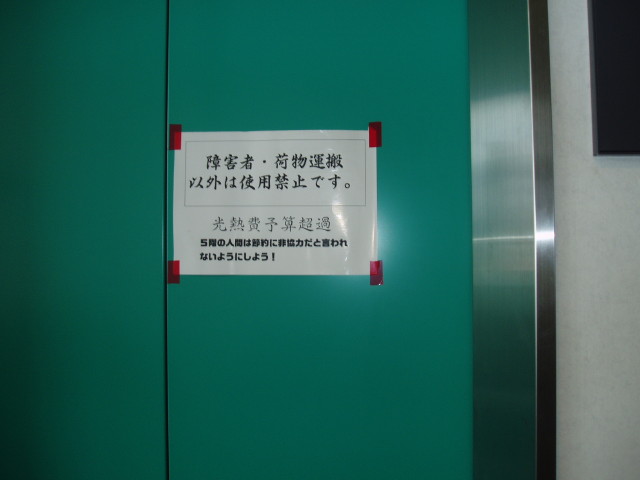 障害者・荷物運搬
以外は使用禁止です。
光熱費予算超過
5階の人間は節約に非協力だと言われ
ないようにしよう!